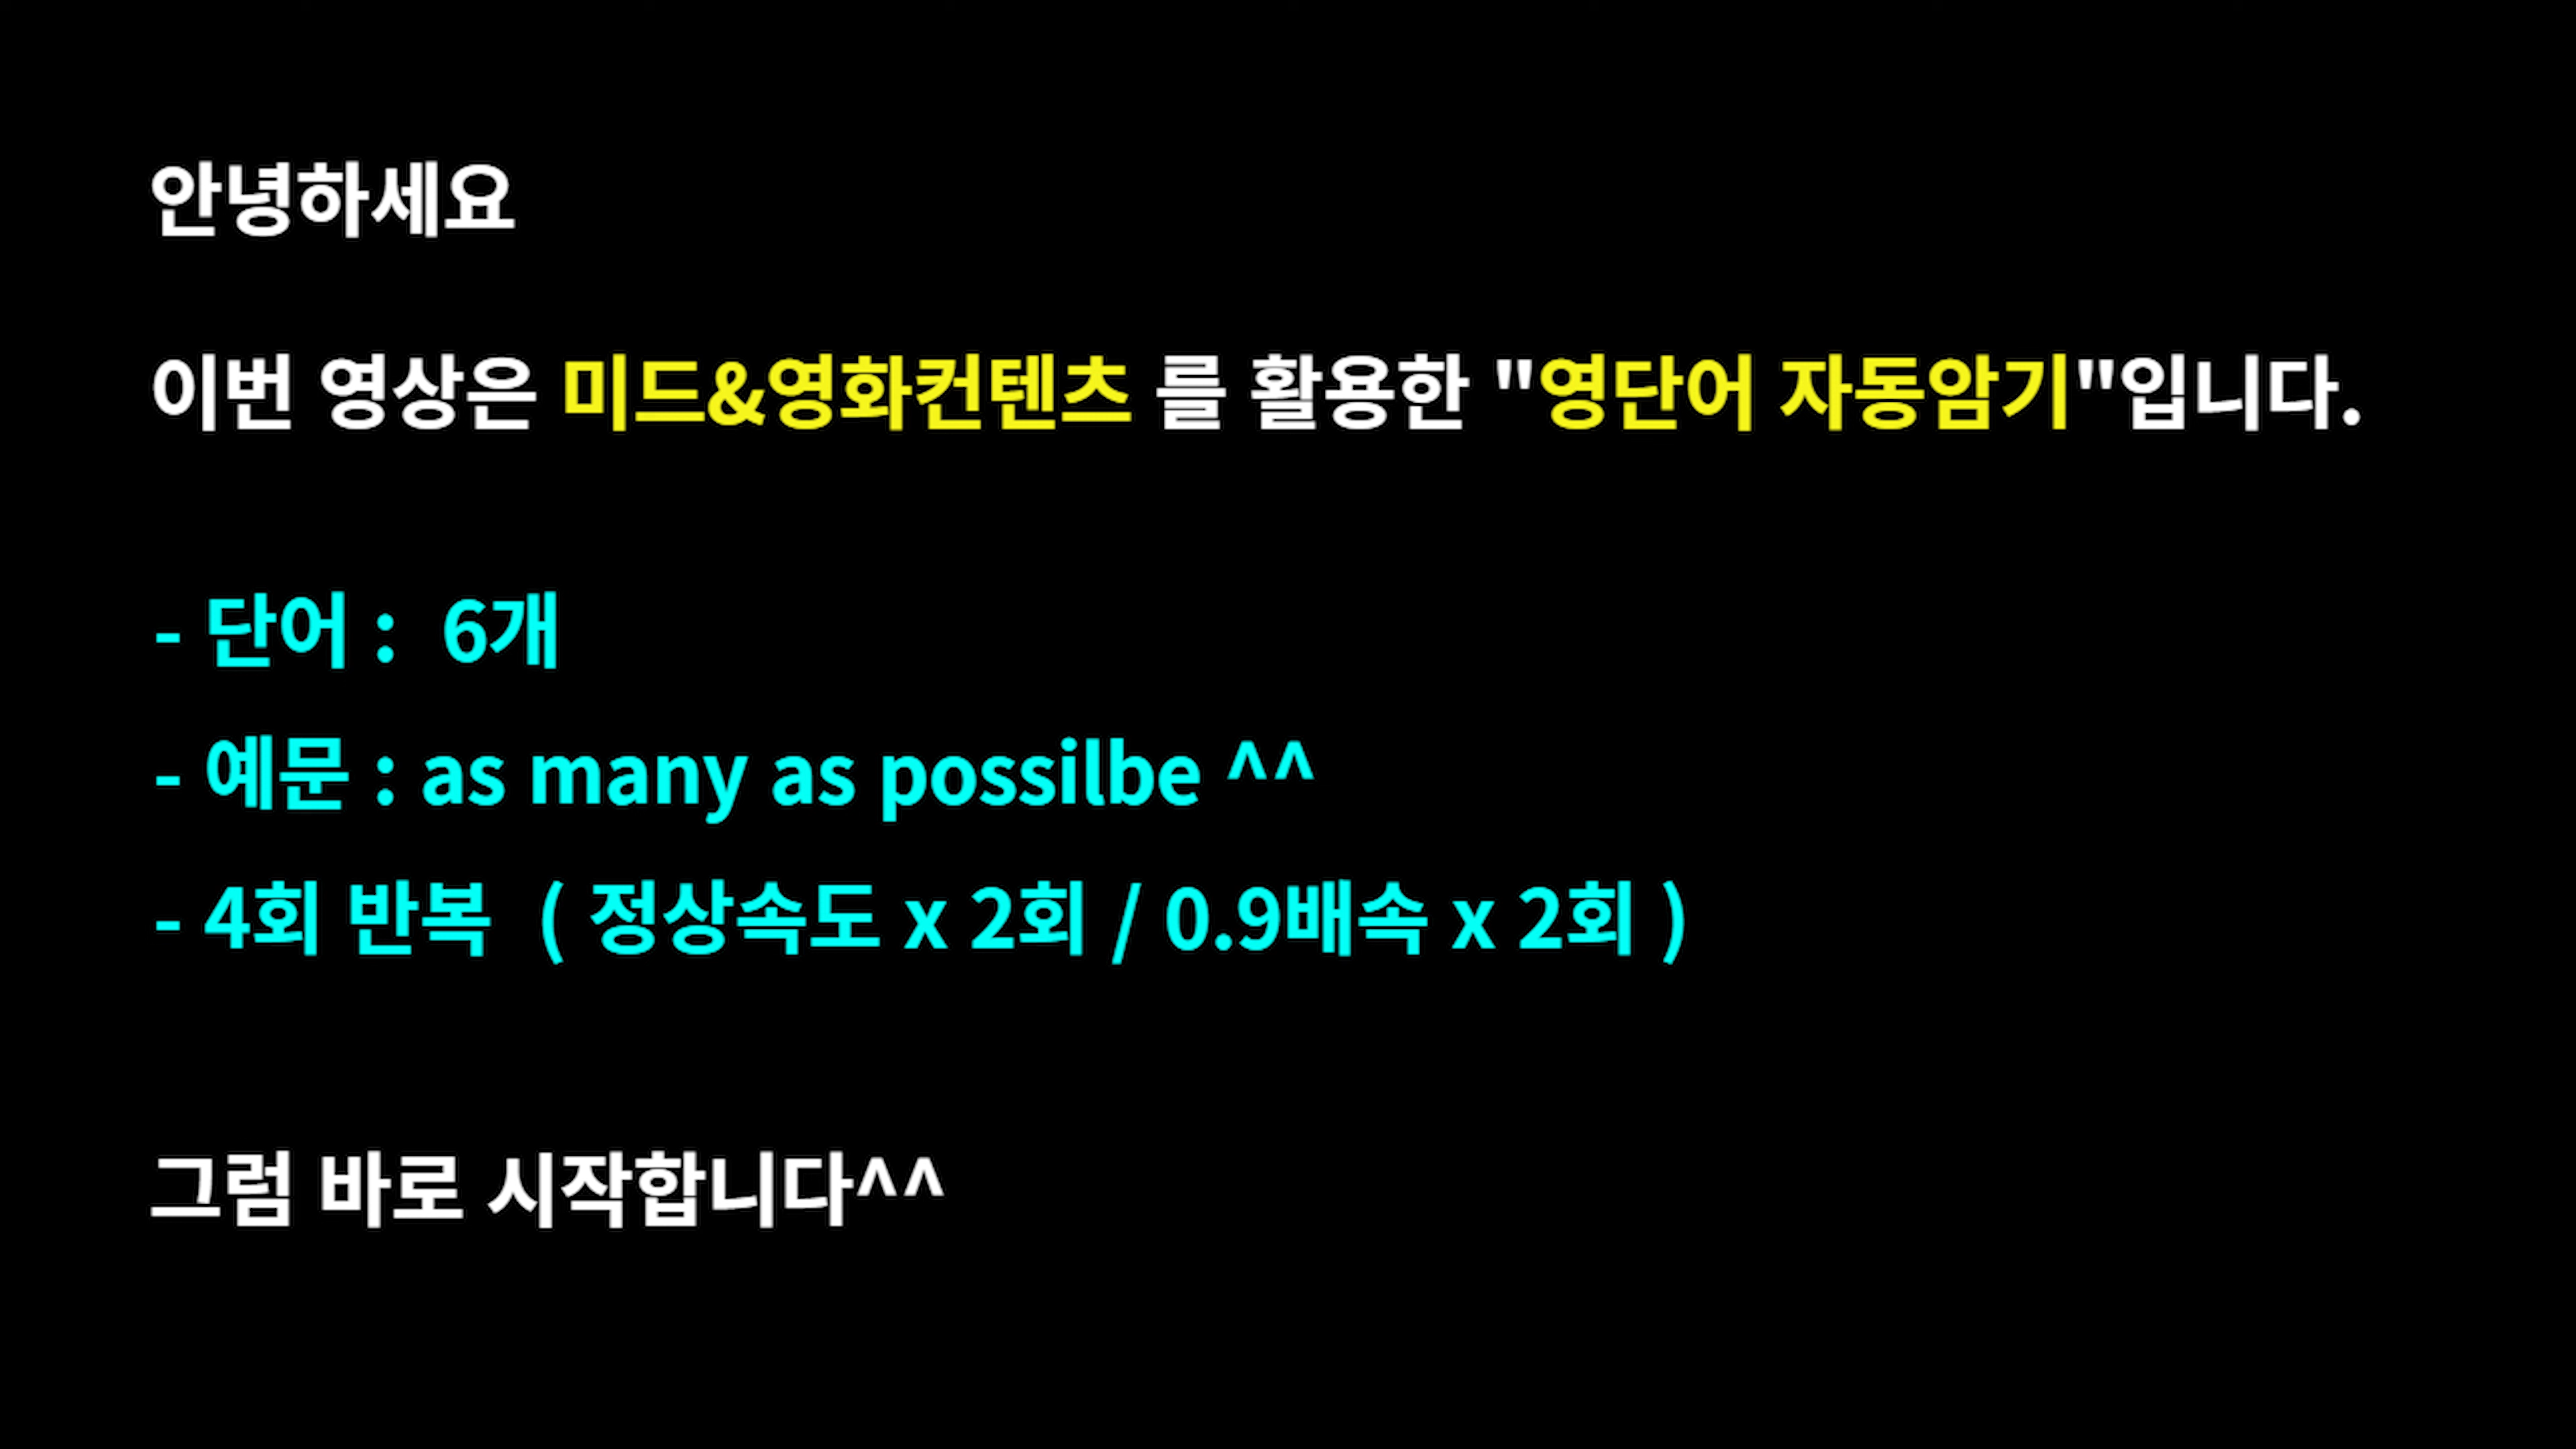 안녕하세요
이번 영상은 미드&영화컨텐츠 를 활용한 "영단어 자동암기"입니다.
- 단어 :  6개
- 예문 : as many as possilbe ^^
- 4회 반복  ( 정상속도 x 2회 / 0.9배속 x 2회 )
그럼 바로 시작합니다^^